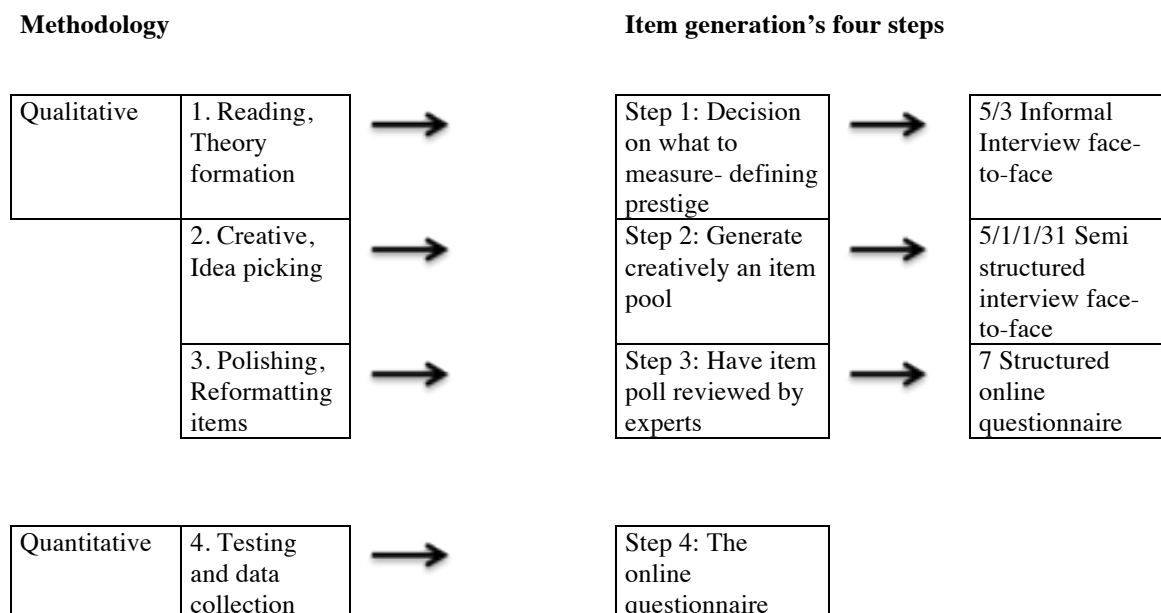 Methodology
Item generation's four steps
Qualitative
1. Reading,
Theory
formation
Step 1: Decision
on what to
measure- defining
prestige
5/3 Informal
Interview face-
to-face
2. Creative,
Idea picking
Step 2: Generate
creatively an item
pool
5/1/1/31 Semi
structured
interview face-
to-face
3. Polishing,
Reformatting
items
Step 3: Have item
poll reviewed by
experts
7 Structured
online
questionnaire
Quantitative
4. Testing
and data
collection
Step 4: The
online
questionnaire